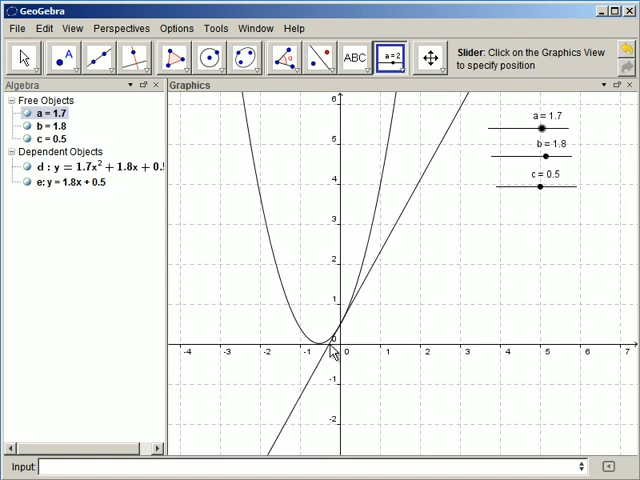 GeoGebra
File Edit View Perspectives Options Tools Window Help
A
α
ABC
a = 2
Slider: Click on the Graphics View
to specify position
Algebra
Graphics
Free Objects
a = 1.7
b = 1.8
c = 0.5
Dependent Objects
d : y = 1.7x² + 1.8x + 0.
e: y = 1.8x + 0.5
a = 1.7
b = 1.8
c = 0.5
6
5
4
3
2
1
0
-4 -3 -2 -1 0 1 2 3 4 5 6 7
-1
-2
Input: